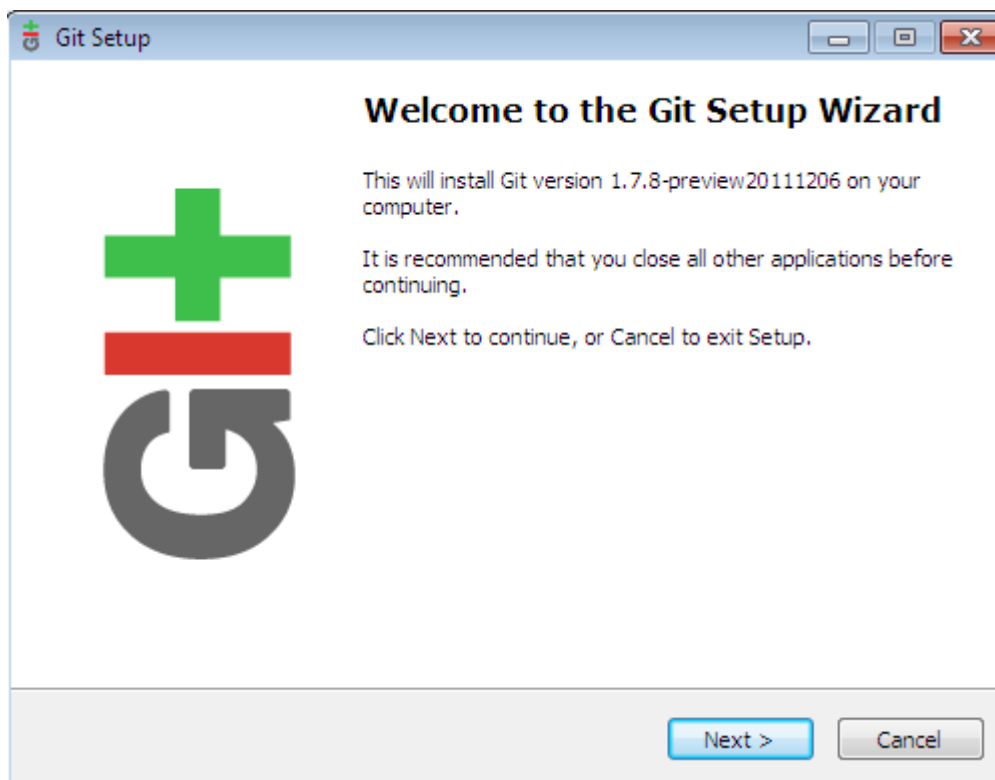 Git Setup
Welcome to the Git Setup Wizard
This will install Git version 1.7.8-preview20111206 on your
computer.
It is recommended that you close all other applications before
continuing.
Click Next to continue, or Cancel to exit Setup.
Git
Next >
Cancel